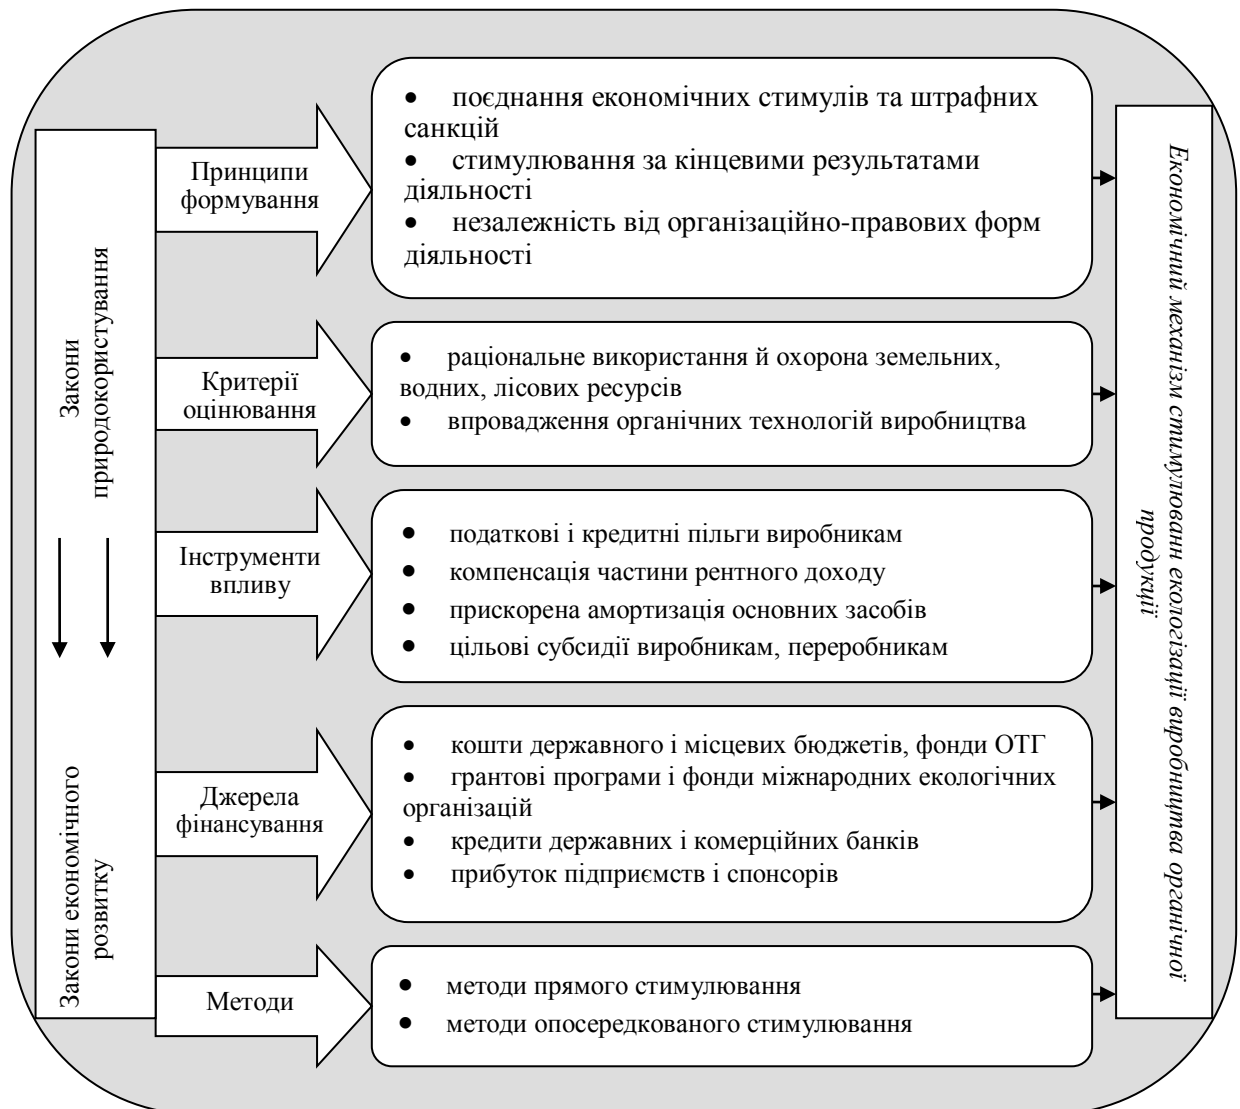 Закони
природокористування
Закони економічного
розвитку
Принципи
формування
• поєднання економічних стимулів та штрафних
санкцій
• стимулювання за кінцевими результатами
діяльності
• незалежність від організаційно-правових форм
діяльності
Критерії
оцінювання
• раціональне використання й охорона земельних,
водних, лісових ресурсів
• впровадження органічних технологій виробництва
Інструменти
впливу
• податкові і кредитні пільги виробникам
• компенсація частини рентного доходу
• прискорена амортизація основних засобів
• цільові субсидії виробникам, переробникам
Джерела
фінансування
• кошти державного і місцевих бюджетів, фонди ОТГ
• грантові програми і фонди міжнародних екологічних
організацій
• кредити державних і комерційних банків
• прибуток підприємств і спонсорів
Методи
• методи прямого стимулювання
• методи опосередкованого стимулювання
Економічний механізм стимулюванн екологізації виробництва органічної
продукції